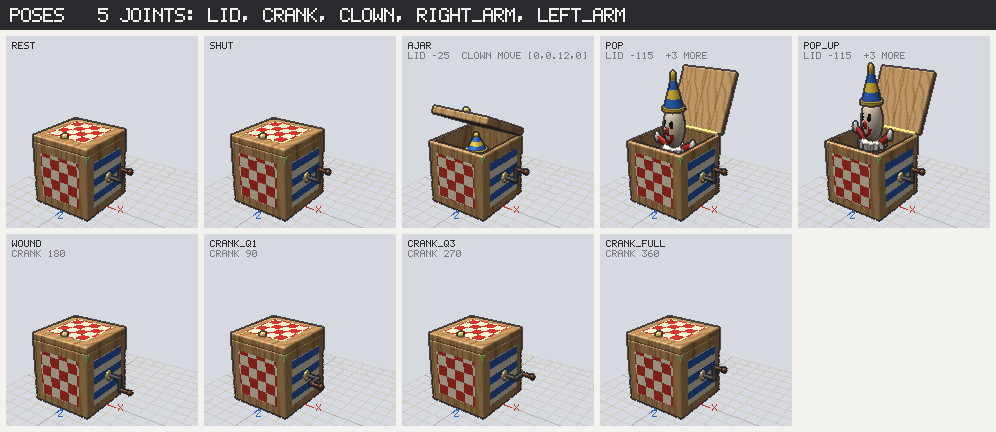 POSES 5 JOINTS: LID, CRANK, CLOWN, RIGHT_ARM, LEFT_ARM
REST
SHUT
AJAR
LID -25 CLOWN MOVE [0,0.12,0]
POP
LID -115 +3 MORE
POP_UP
LID -115 +3 MORE
Z X
Z X
Z X
Z X
Z X
WOUND
CRANK 180
CRANK_Q1
CRANK 90
CRANK_Q3
CRANK 270
CRANK_FULL
CRANK 360
Z X
Z X
Z X
Z X